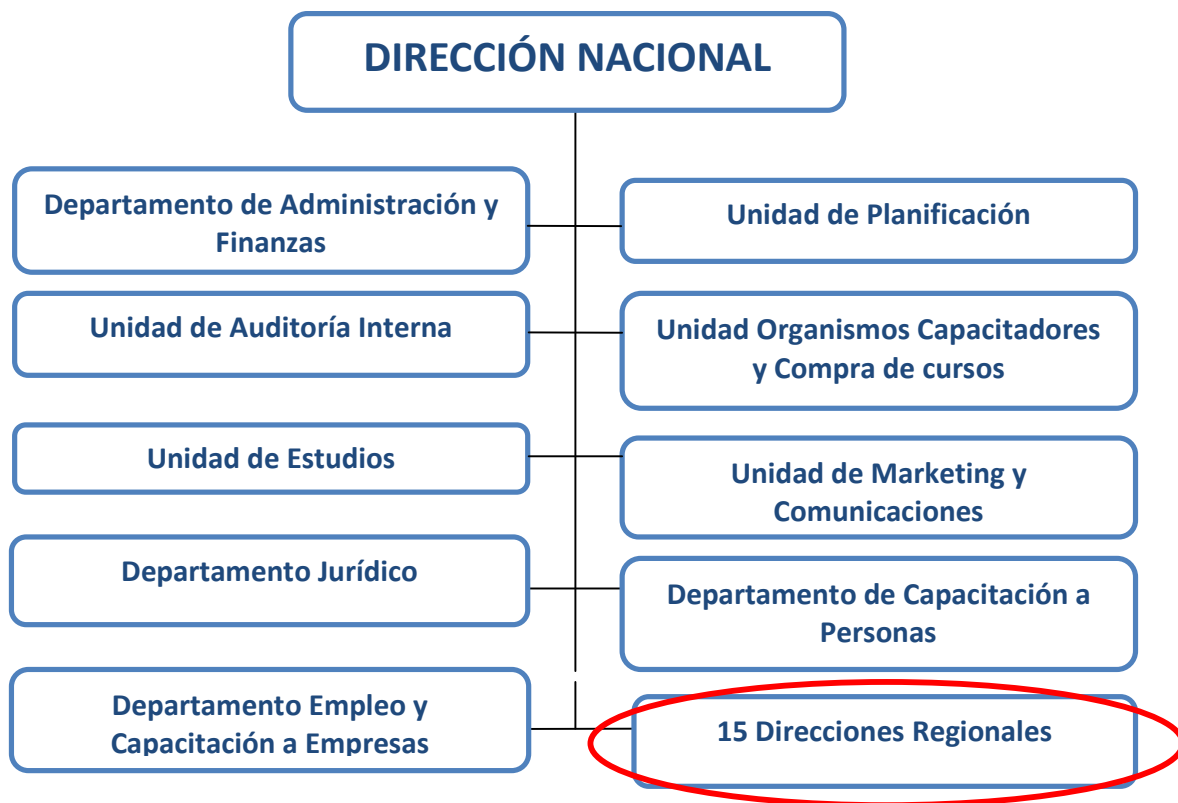 DIRECCIÓN NACIONAL
Departamento de Administración y
Finanzas
Unidad de Planificación
Unidad de Auditoría Interna
Unidad Organismos Capacitadores
y Compra de cursos
Unidad de Estudios
Unidad de Marketing y
Comunicaciones
Departamento Jurídico
Departamento de Capacitación a
Personas
Departamento Empleo y
Capacitación a Empresas
15 Direcciones Regionales